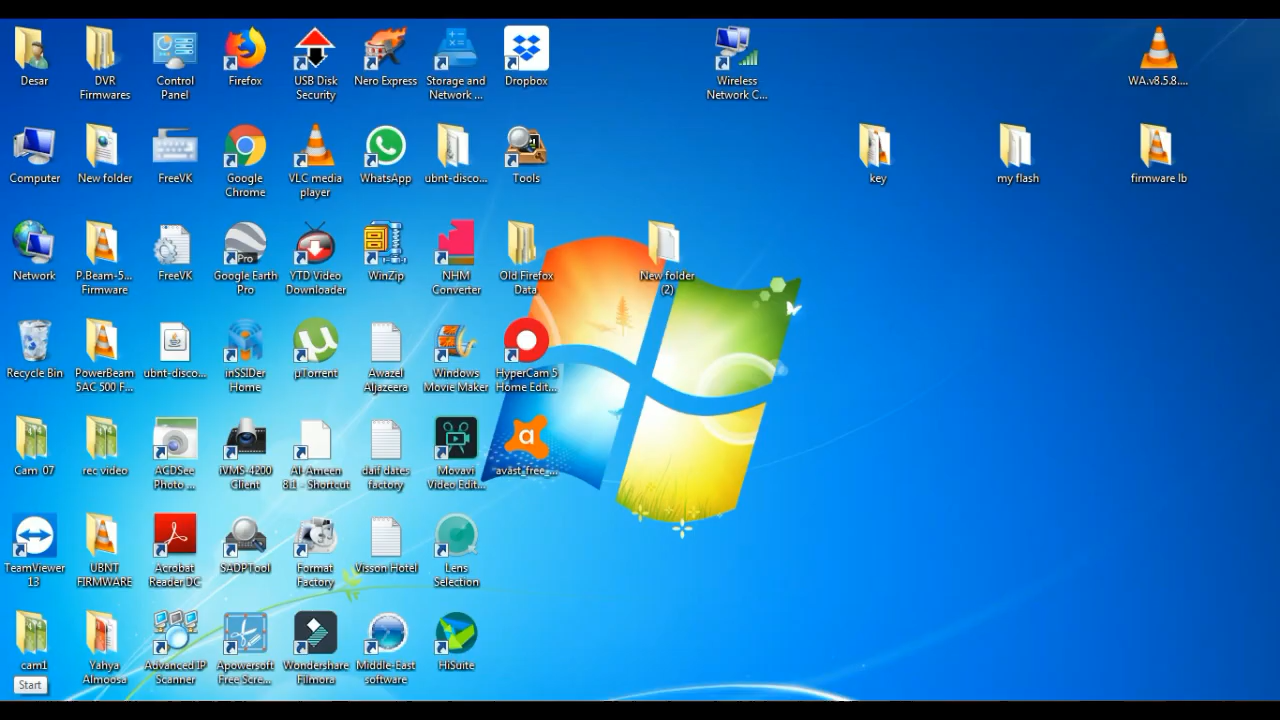 Desar
DVR
Firmwares
Control
Panel
Firefox
USB Disk
Security
Nero Express
Storage and
Network ...
Dropbox
Wireless
Network C...
WA.v8.5.8....
Computer
New folder
FreeVK
Google
Chrome
VLC media
player
WhatsApp
ubnt-disco...
Tools
key
my flash
firmware lb
Network
P.Beam-5...
Firmware
FreeVK
Google Earth
Pro
YTD Video
Downloader
WinZip
NHM
Converter
Old Firefox
Data
New folder
(2)
Recycle Bin
PowerBeam
5AC 500 F...
ubnt-disco...
inSSIDer
Home
µTorrent
Awazel
Aljazeera
Windows
Movie Maker
HyperCam 5
Home Edit...
Cam 07
rec video
ACDSee
Photo ...
iVMS-4200
Client
Al-Ameen
8.1 - Shortcut
daif dates
factory
Movavi
Video Edit...
a
avast_free_...
TeamViewer
13
UBNT
FIRMWARE
Acrobat
Reader DC
SADPTool
Format
Factory
Visson Hotel
Lens
Selection
cam1
Yahya
Almoosa
Advanced IP
Scanner
Apowersoft
Free Scre...
Wondershare
Filmora
Middle-East
software
HiSuite
Start